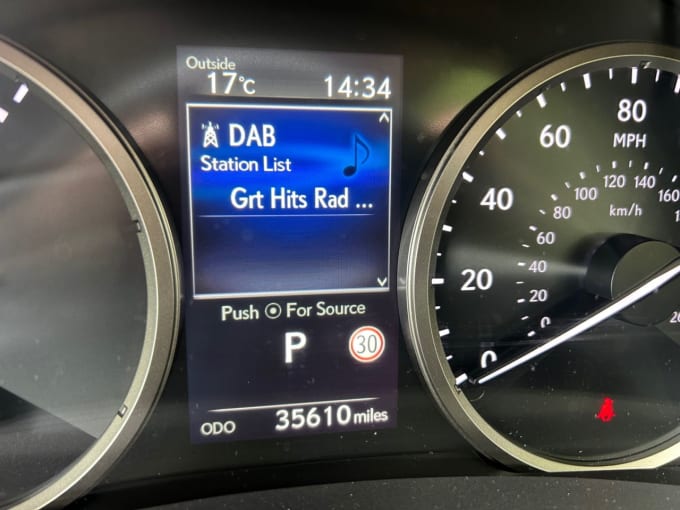 Outside
17°C 14:34
DAB
Station List
Grt Hits Rad ...
Push ⊙ For Source
P 30
ODO 35610 miles
80
MPH
60
40
20
0
120 140
100 160
80 km/h
60
40
20
0